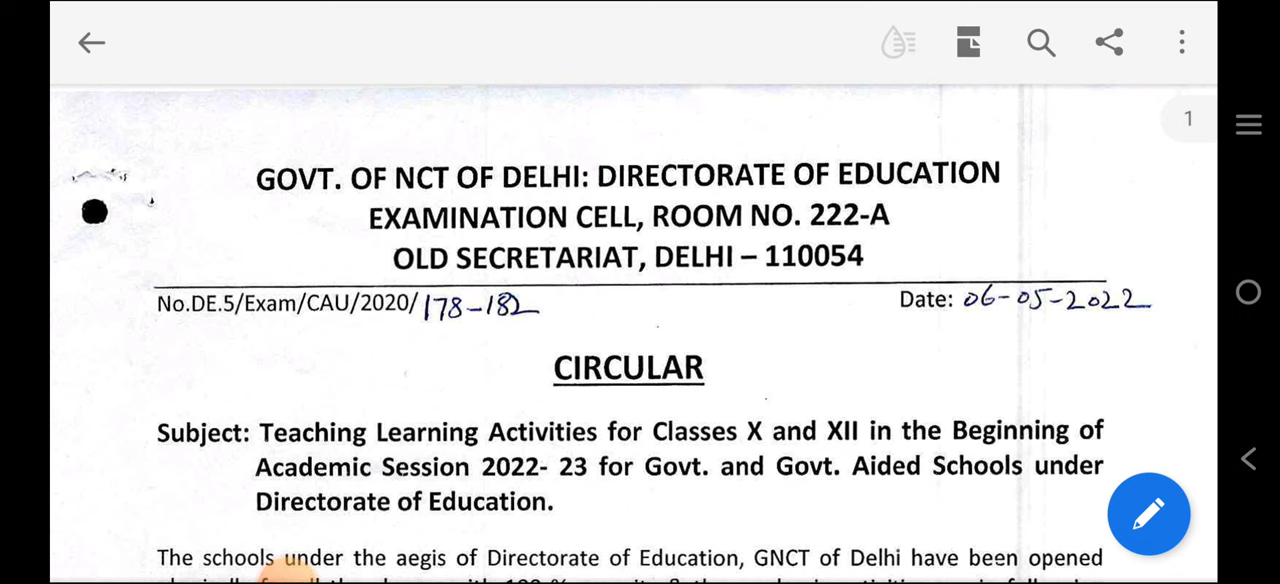 1
GOVT. OF NCT OF DELHI: DIRECTORATE OF EDUCATION
EXAMINATION CELL, ROOM NO. 222-A
OLD SECRETARIAT, DELHI – 110054
No.DE.5/Exam/CAU/2020/178-182 Date: 06-05-2022
CIRCULAR
Subject: Teaching Learning Activities for Classes X and XII in the Beginning of
Academic Session 2022- 23 for Govt. and Govt. Aided Schools under
Directorate of Education.
The schools under the aegis of Directorate of Education, GNCT of Delhi have been opened